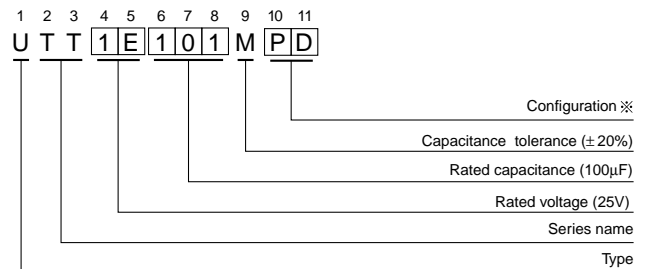 1 2 3 4 5 6 7 8 9 10 11
U T T 1 E 1 0 1 M P D
Configuration ※
Capacitance tolerance (±20%)
Rated capacitance (100μF)
Rated voltage (25V)
Series name
Type